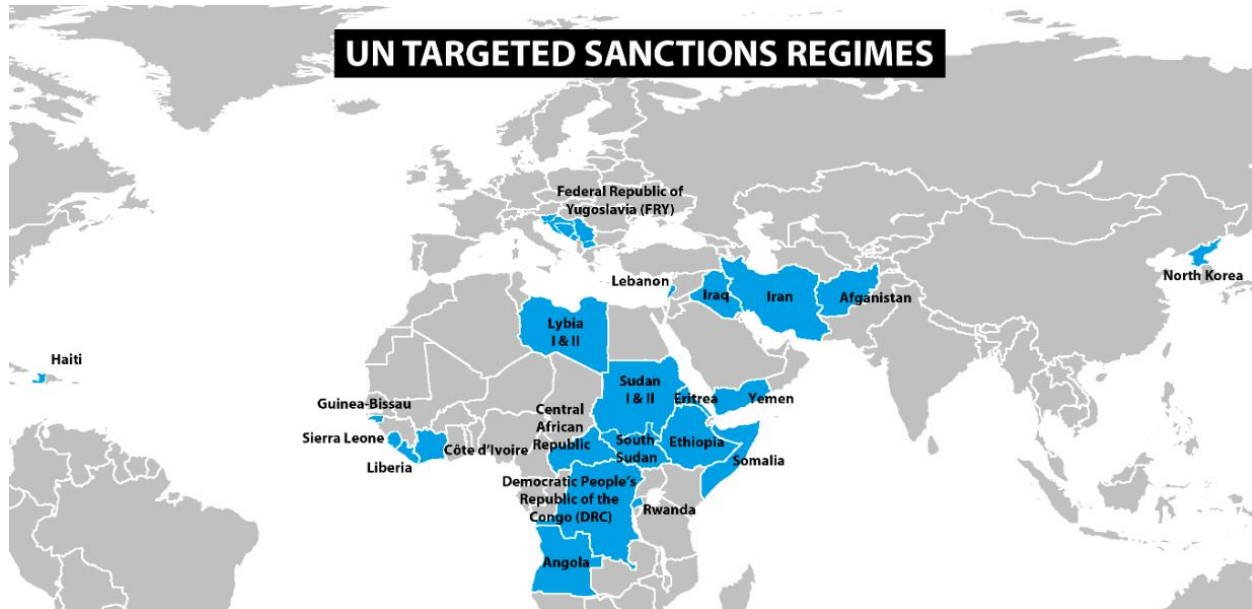 UN TARGETED SANCTIONS REGIMES
Federal Republic of
Yugoslavia (FRY)
Lebanon
Iraq
Iran
Afganistan
North Korea
Lybia
I & II
Haiti
Sudan
I & II
Eritrea
Yemen
Guinea-Bissau
Central
African
Republic
Sierra Leone
Côte d'Ivoire
South
Sudan
Ethiopia
Liberia
Somalia
Democratic People's
Republic of the
Congo (DRC)
Rwanda
Angola